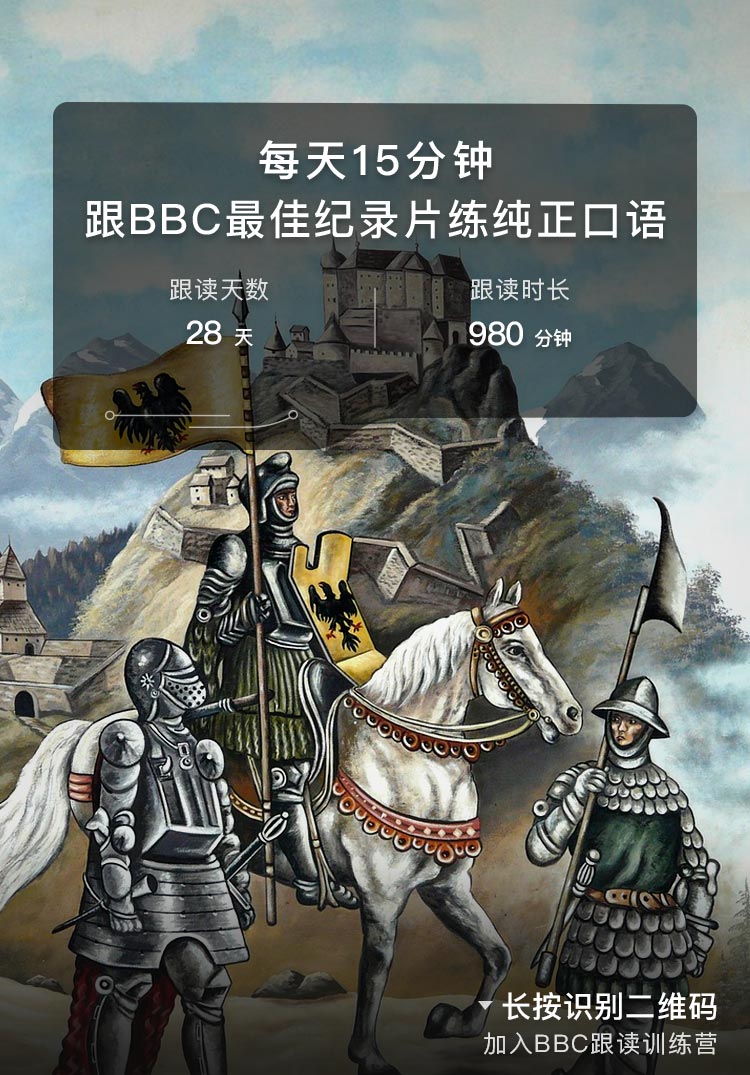 每天15分钟
跟BBC最佳纪录片练纯正口语
跟读天数
28 天
跟读时长
980 分钟
长按识别二维码
加入BBC跟读训练营